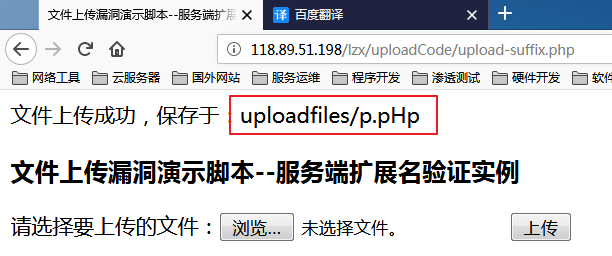 文件上传漏洞演示脚本--服务端扩展
百度翻译
118.89.51.198/lzx/uploadCode/upload-suffix.php
网络工具 云服务器 国外网站 服务运维 程序开发 渗透测试 硬件开发 软件
文件上传成功，保存于：uploadfiles/p.pHp
文件上传漏洞演示脚本--服务端扩展名验证实例
请选择要上传的文件：浏览... 未选择文件。 上传